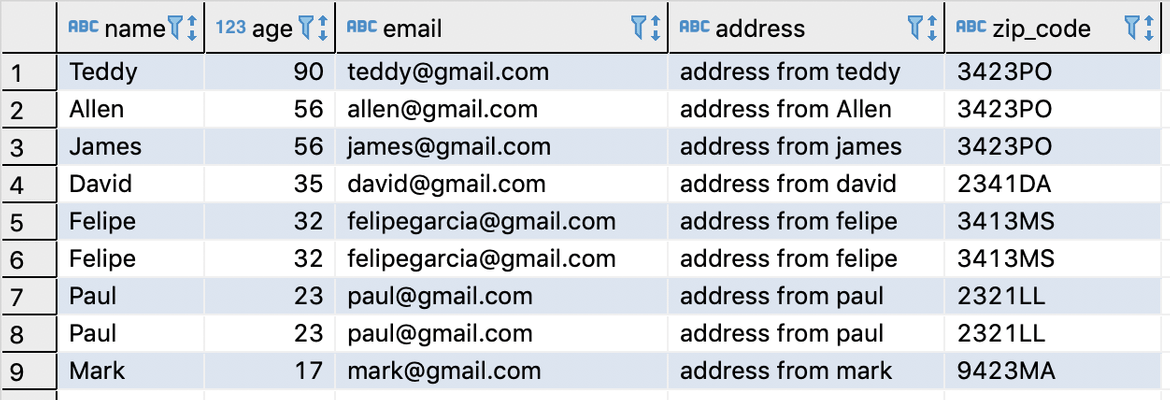 ABC name 123 age ABC email ABC address ABC zip_code
1 Teddy 90 teddy@gmail.com address from teddy 3423PO
2 Allen 56 allen@gmail.com address from Allen 3423PO
3 James 56 james@gmail.com address from james 3423PO
4 David 35 david@gmail.com address from david 2341DA
5 Felipe 32 felipegarcia@gmail.com address from felipe 3413MS
6 Felipe 32 felipegarcia@gmail.com address from felipe 3413MS
7 Paul 23 paul@gmail.com address from paul 2321LL
8 Paul 23 paul@gmail.com address from paul 2321LL
9 Mark 17 mark@gmail.com address from mark 9423MA